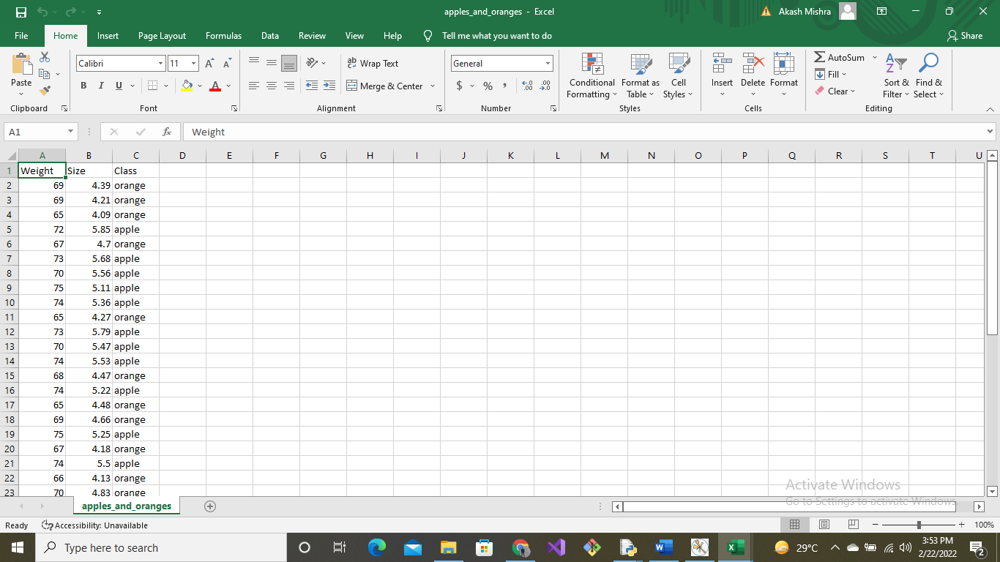 apples_and_oranges - Excel
Akash Mishra
File Home Insert Page Layout Formulas Data Review View Help Tell me what you want to do Share
Calibri 11 Wrap Text General Conditional Formatting Format as Table Cell Styles Insert Delete Format AutoSum Fill Clear Sort & Filter Find & Select
Paste B I U A Merge & Center $ % ,
Clipboard Font Alignment Number Styles Cells Editing
A1 fx Weight
A B C D E F G H I J K L M N O P Q R S T U
1 Weight Size Class
2 69 4.39 orange
3 69 4.21 orange
4 65 4.09 orange
5 72 5.85 apple
6 67 4.7 orange
7 73 5.68 apple
8 70 5.56 apple
9 75 5.11 apple
10 74 5.36 apple
11 65 4.27 orange
12 73 5.79 apple
13 70 5.47 apple
14 74 5.53 apple
15 68 4.47 orange
16 74 5.22 apple
17 65 4.48 orange
18 69 4.66 orange
19 75 5.25 apple
20 67 4.18 orange
21 74 5.5 apple
22 66 4.13 orange
23 70 4.83 orange
Activate Windows
Go to Settings to activate Windows.
apples_and_oranges
Ready Accessibility: Unavailable 100%
Type here to search 29°C 3:53 PM
2/22/2022 2